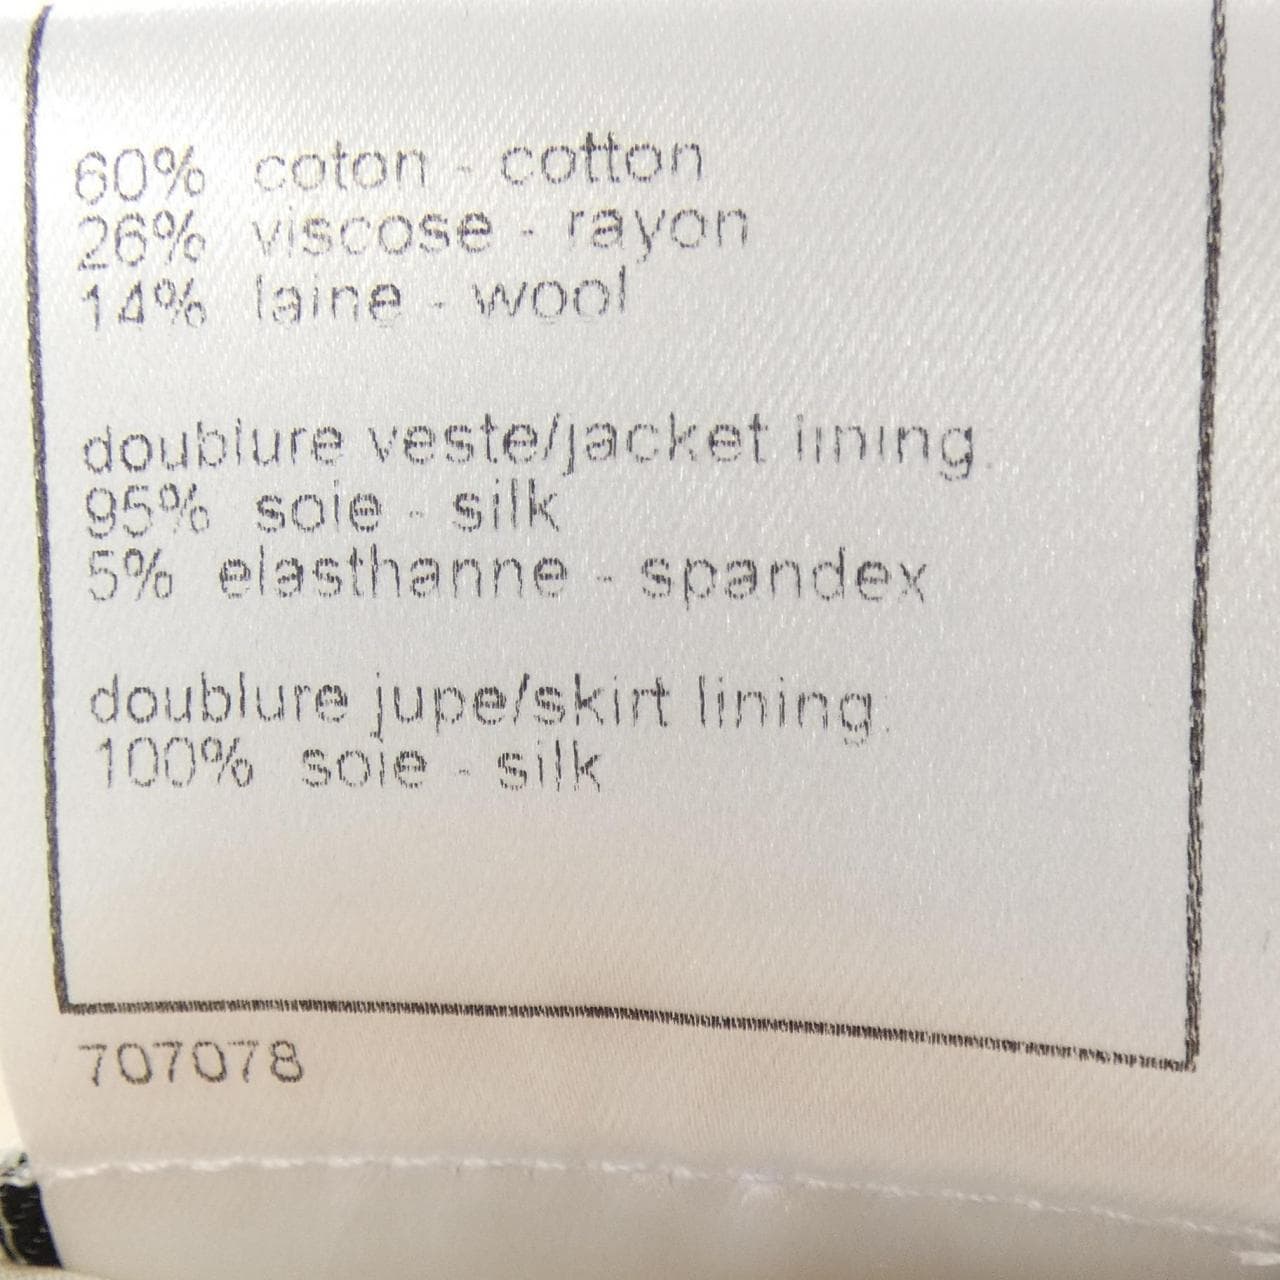 60% coton - cotton
26% viscose - rayon
14% laine - wool
doublure veste/jacket lining:
95% soie - silk
5% elasthanne - spandex
doublure jupe/skirt lining:
100% soie - silk
707078